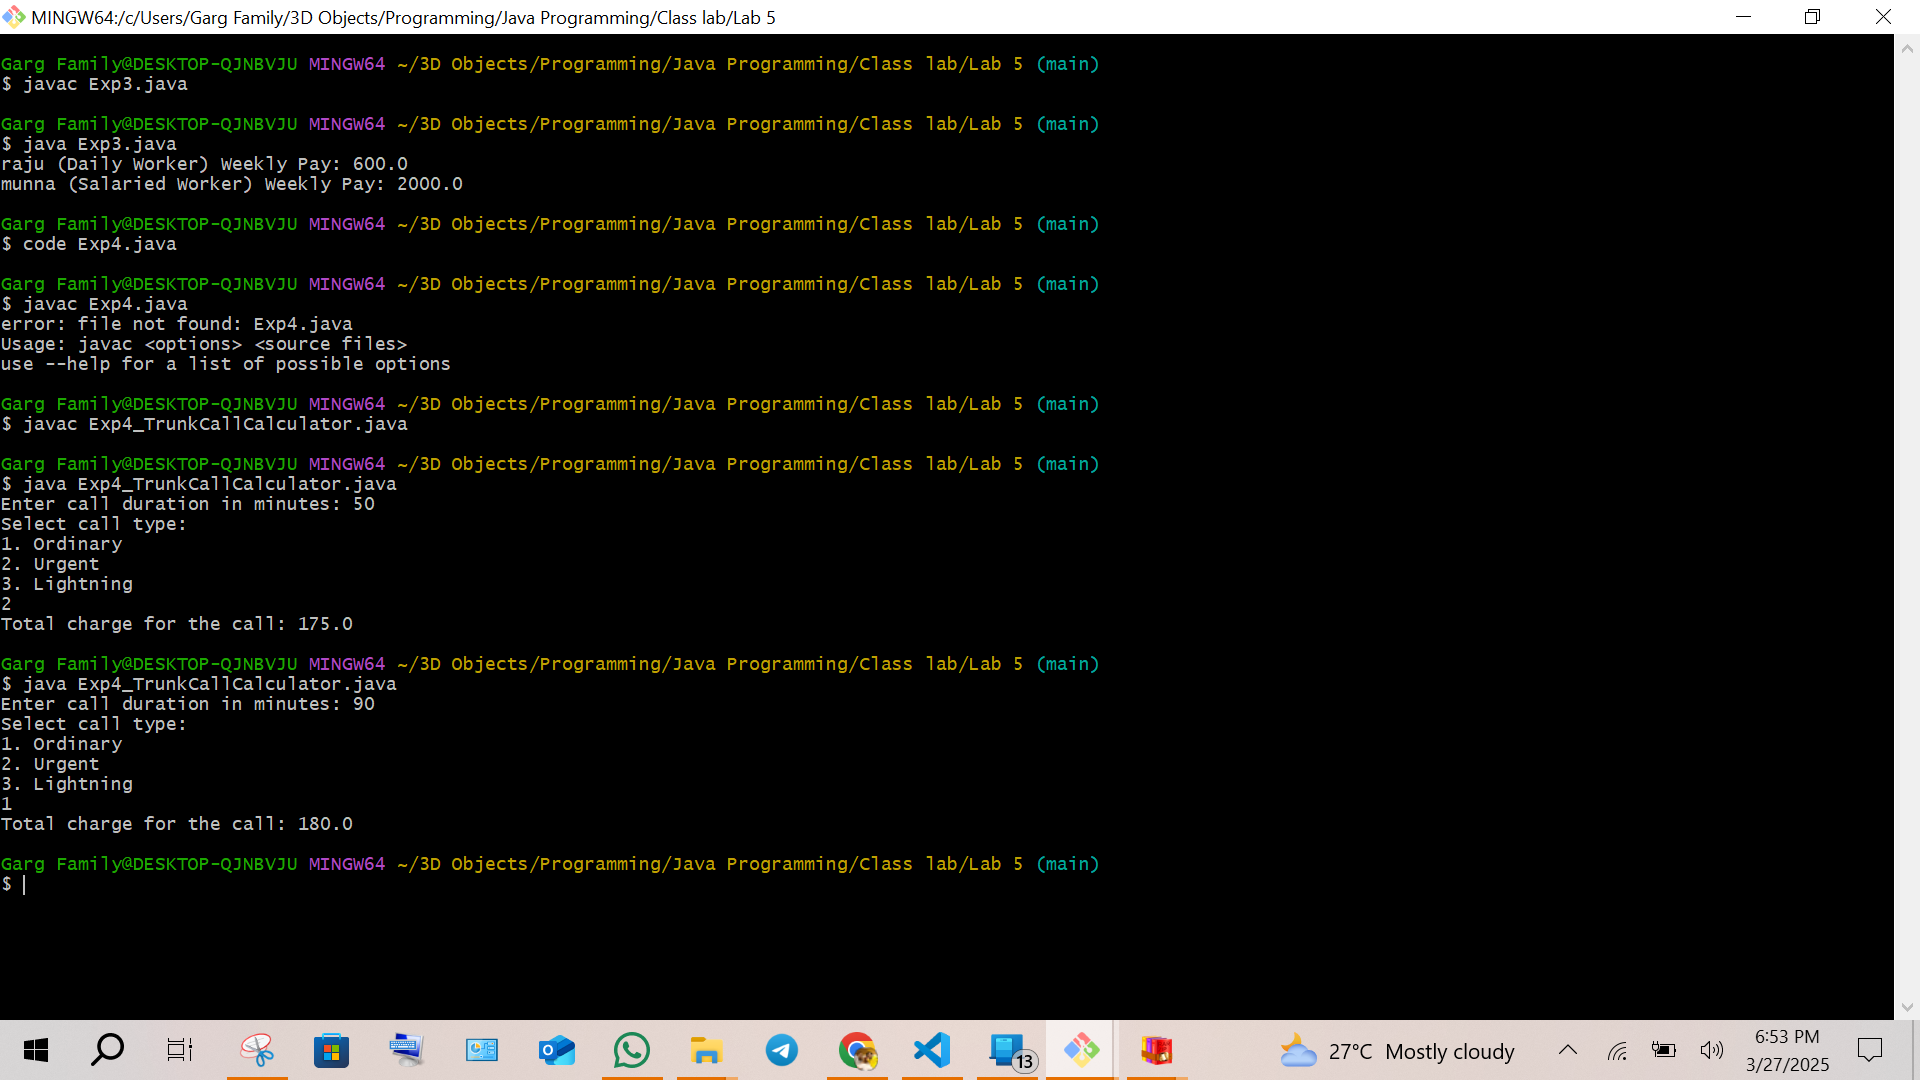 MINGW64:/c/Users/Garg Family/3D Objects/Programming/Java Programming/Class lab/Lab 5
Garg Family@DESKTOP-QJNBVJU MINGW64 ~/3D Objects/Programming/Java Programming/Class lab/Lab 5 (main)
$ javac Exp3.java
Garg Family@DESKTOP-QJNBVJU MINGW64 ~/3D Objects/Programming/Java Programming/Class lab/Lab 5 (main)
$ java Exp3.java
raju (Daily Worker) Weekly Pay: 600.0
munna (Salaried Worker) Weekly Pay: 2000.0
Garg Family@DESKTOP-QJNBVJU MINGW64 ~/3D Objects/Programming/Java Programming/Class lab/Lab 5 (main)
$ code Exp4.java
Garg Family@DESKTOP-QJNBVJU MINGW64 ~/3D Objects/Programming/Java Programming/Class lab/Lab 5 (main)
$ javac Exp4.java
error: file not found: Exp4.java
Usage: javac <options> <source files>
use --help for a list of possible options
Garg Family@DESKTOP-QJNBVJU MINGW64 ~/3D Objects/Programming/Java Programming/Class lab/Lab 5 (main)
$ javac Exp4_TrunkCallCalculator.java
Garg Family@DESKTOP-QJNBVJU MINGW64 ~/3D Objects/Programming/Java Programming/Class lab/Lab 5 (main)
$ java Exp4_TrunkCallCalculator.java
Enter call duration in minutes: 50
Select call type:
1. Ordinary
2. Urgent
3. Lightning
2
Total charge for the call: 175.0
Garg Family@DESKTOP-QJNBVJU MINGW64 ~/3D Objects/Programming/Java Programming/Class lab/Lab 5 (main)
$ java Exp4_TrunkCallCalculator.java
Enter call duration in minutes: 90
Select call type:
1. Ordinary
2. Urgent
3. Lightning
1
Total charge for the call: 180.0
Garg Family@DESKTOP-QJNBVJU MINGW64 ~/3D Objects/Programming/Java Programming/Class lab/Lab 5 (main)
$
13
27°C Mostly cloudy
6:53 PM
3/27/2025